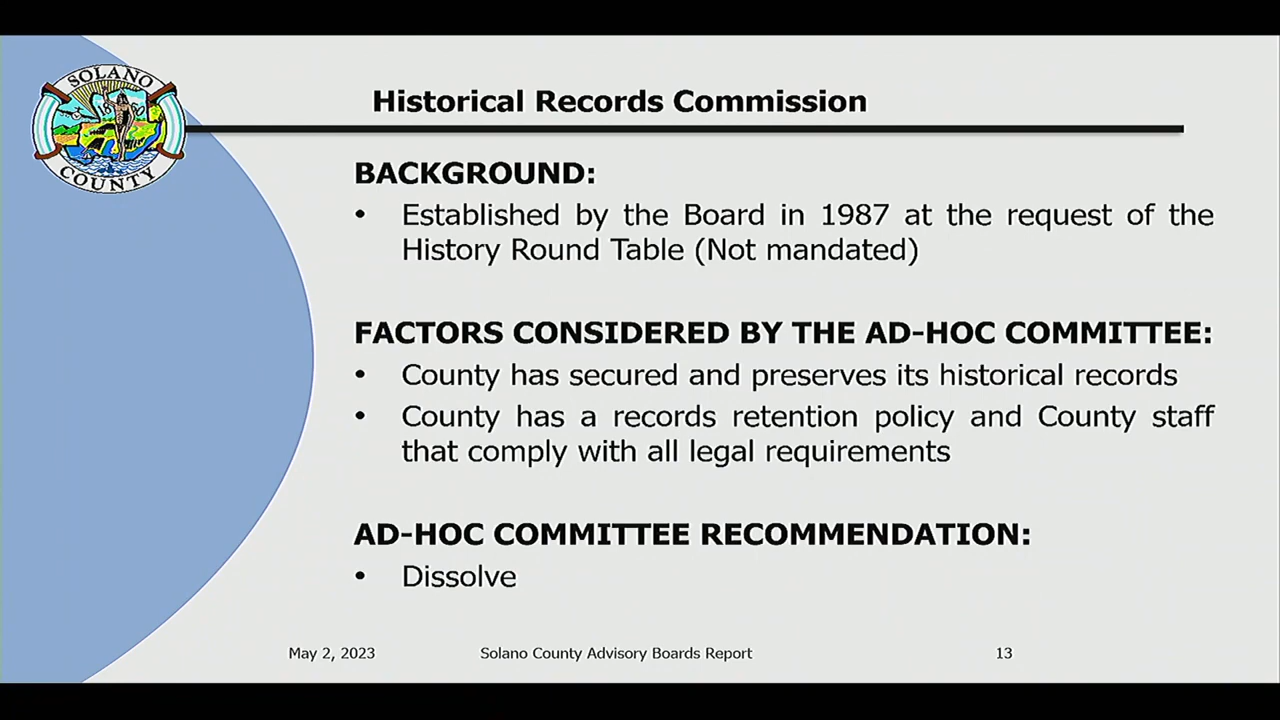 SOLANO
COUNTY
Historical Records Commission
BACKGROUND:
• Established by the Board in 1987 at the request of the
History Round Table (Not mandated)
FACTORS CONSIDERED BY THE AD-HOC COMMITTEE:
• County has secured and preserves its historical records
• County has a records retention policy and County staff
that comply with all legal requirements
AD-HOC COMMITTEE RECOMMENDATION:
• Dissolve
May 2, 2023 Solano County Advisory Boards Report 13